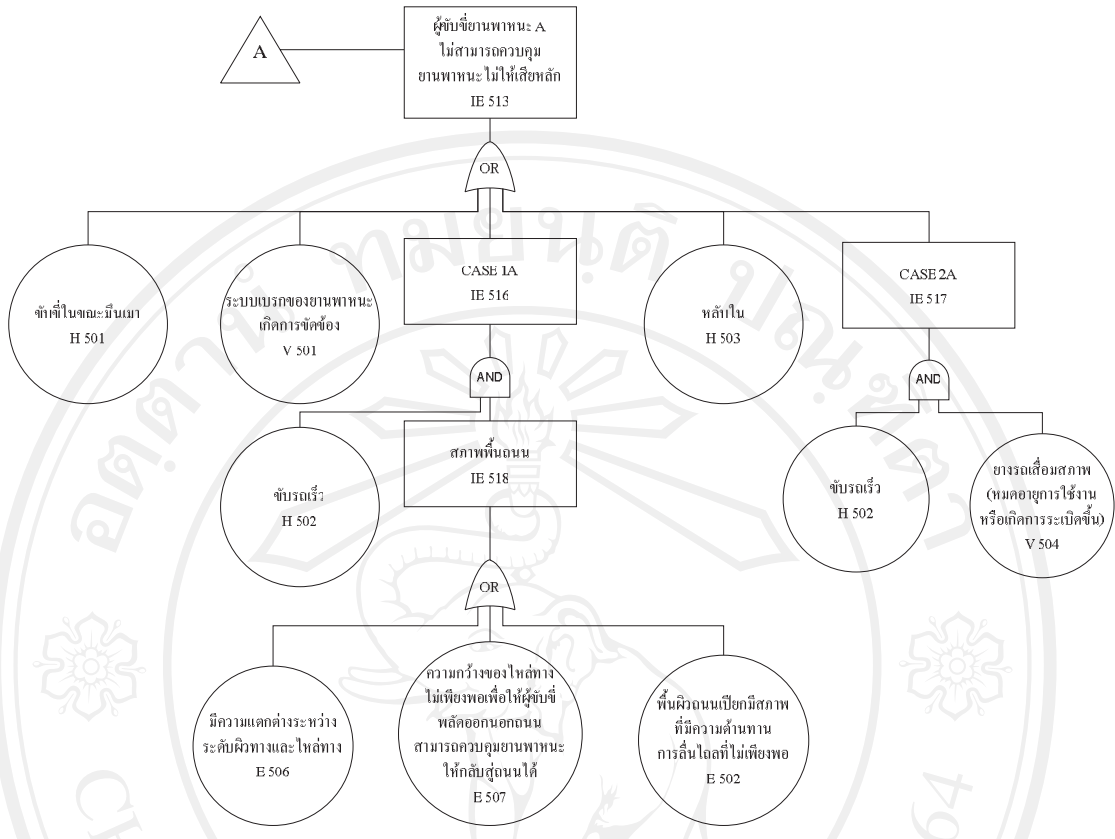 A
ผู้ขับขี่ยานพาหนะ A
ไม่สามารถควบคุม
ยานพาหนะไม่ให้เสียหลัก
IE 513
OR
ขับขี่ในขณะมึนเมา
H 501
ระบบเบรกของยานพาหนะ
เกิดการขัดข้อง
V 501
CASE 1A
IE 516
หลับใน
H 503
CASE 2A
IE 517
AND
AND
ขับรถเร็ว
H 502
สภาพพื้นถนน
IE 518
ขับรถเร็ว
H 502
ยางรถเสื่อมสภาพ
(หมดอายุการใช้งาน
หรือเกิดการระเบิดขึ้น)
V 504
OR
มีความแตกต่างระหว่าง
ระดับผิวทางและไหล่ทาง
E 506
ความกว้างของไหล่ทาง
ไม่เพียงพอเพื่อให้ผู้ขับขี่
พลัดออกนอกถนน
สามารถควบคุมยานพาหนะ
ให้กลับสู่ถนนได้
E 507
พื้นผิวถนนเปียกมีสภาพ
ที่มีความต้านทาน
การลื่นไถลที่ไม่เพียงพอ
E 502
อตฺตานํ ทมยนฺติ ปณฺฑิตา
64